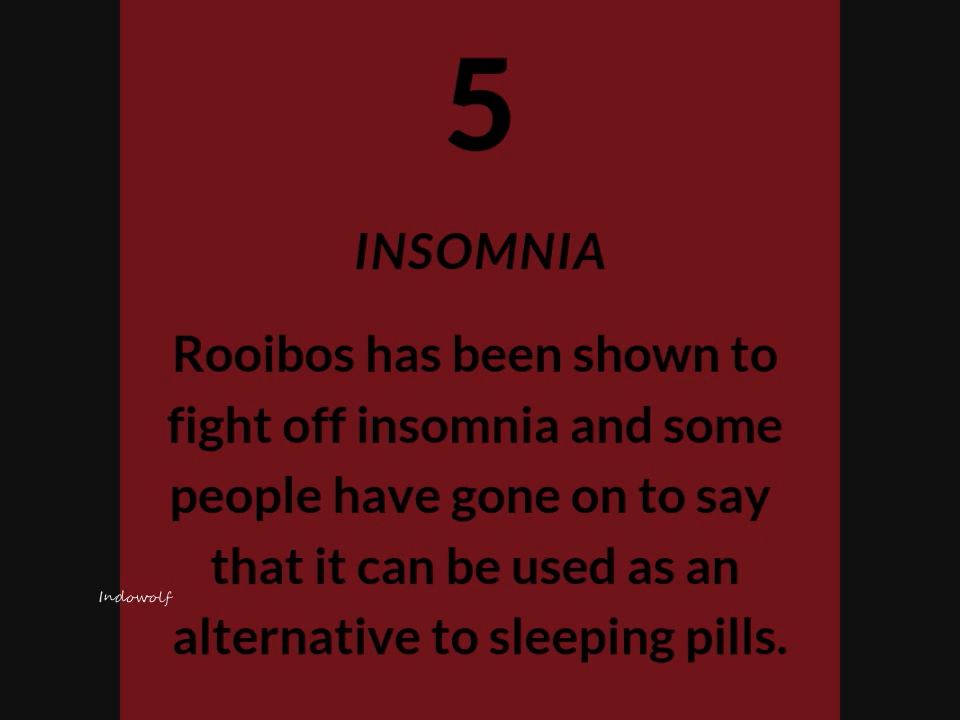 5
INSOMNIA
Rooibos has been shown to
fight off insomnia and some
people have gone on to say
that it can be used as an
Indowolf
alternative to sleeping pills.